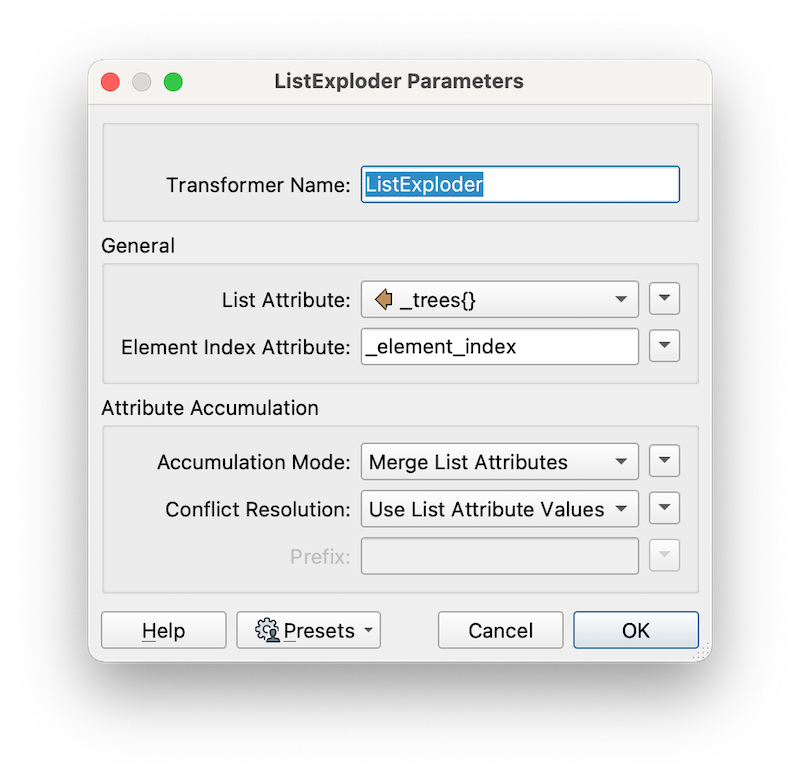 ListExploder Parameters
Transformer Name: ListExploder
General
List Attribute: _trees{}
Element Index Attribute: _element_index
Attribute Accumulation
Accumulation Mode: Merge List Attributes
Conflict Resolution: Use List Attribute Values
Prefix:
Help Presets Cancel OK